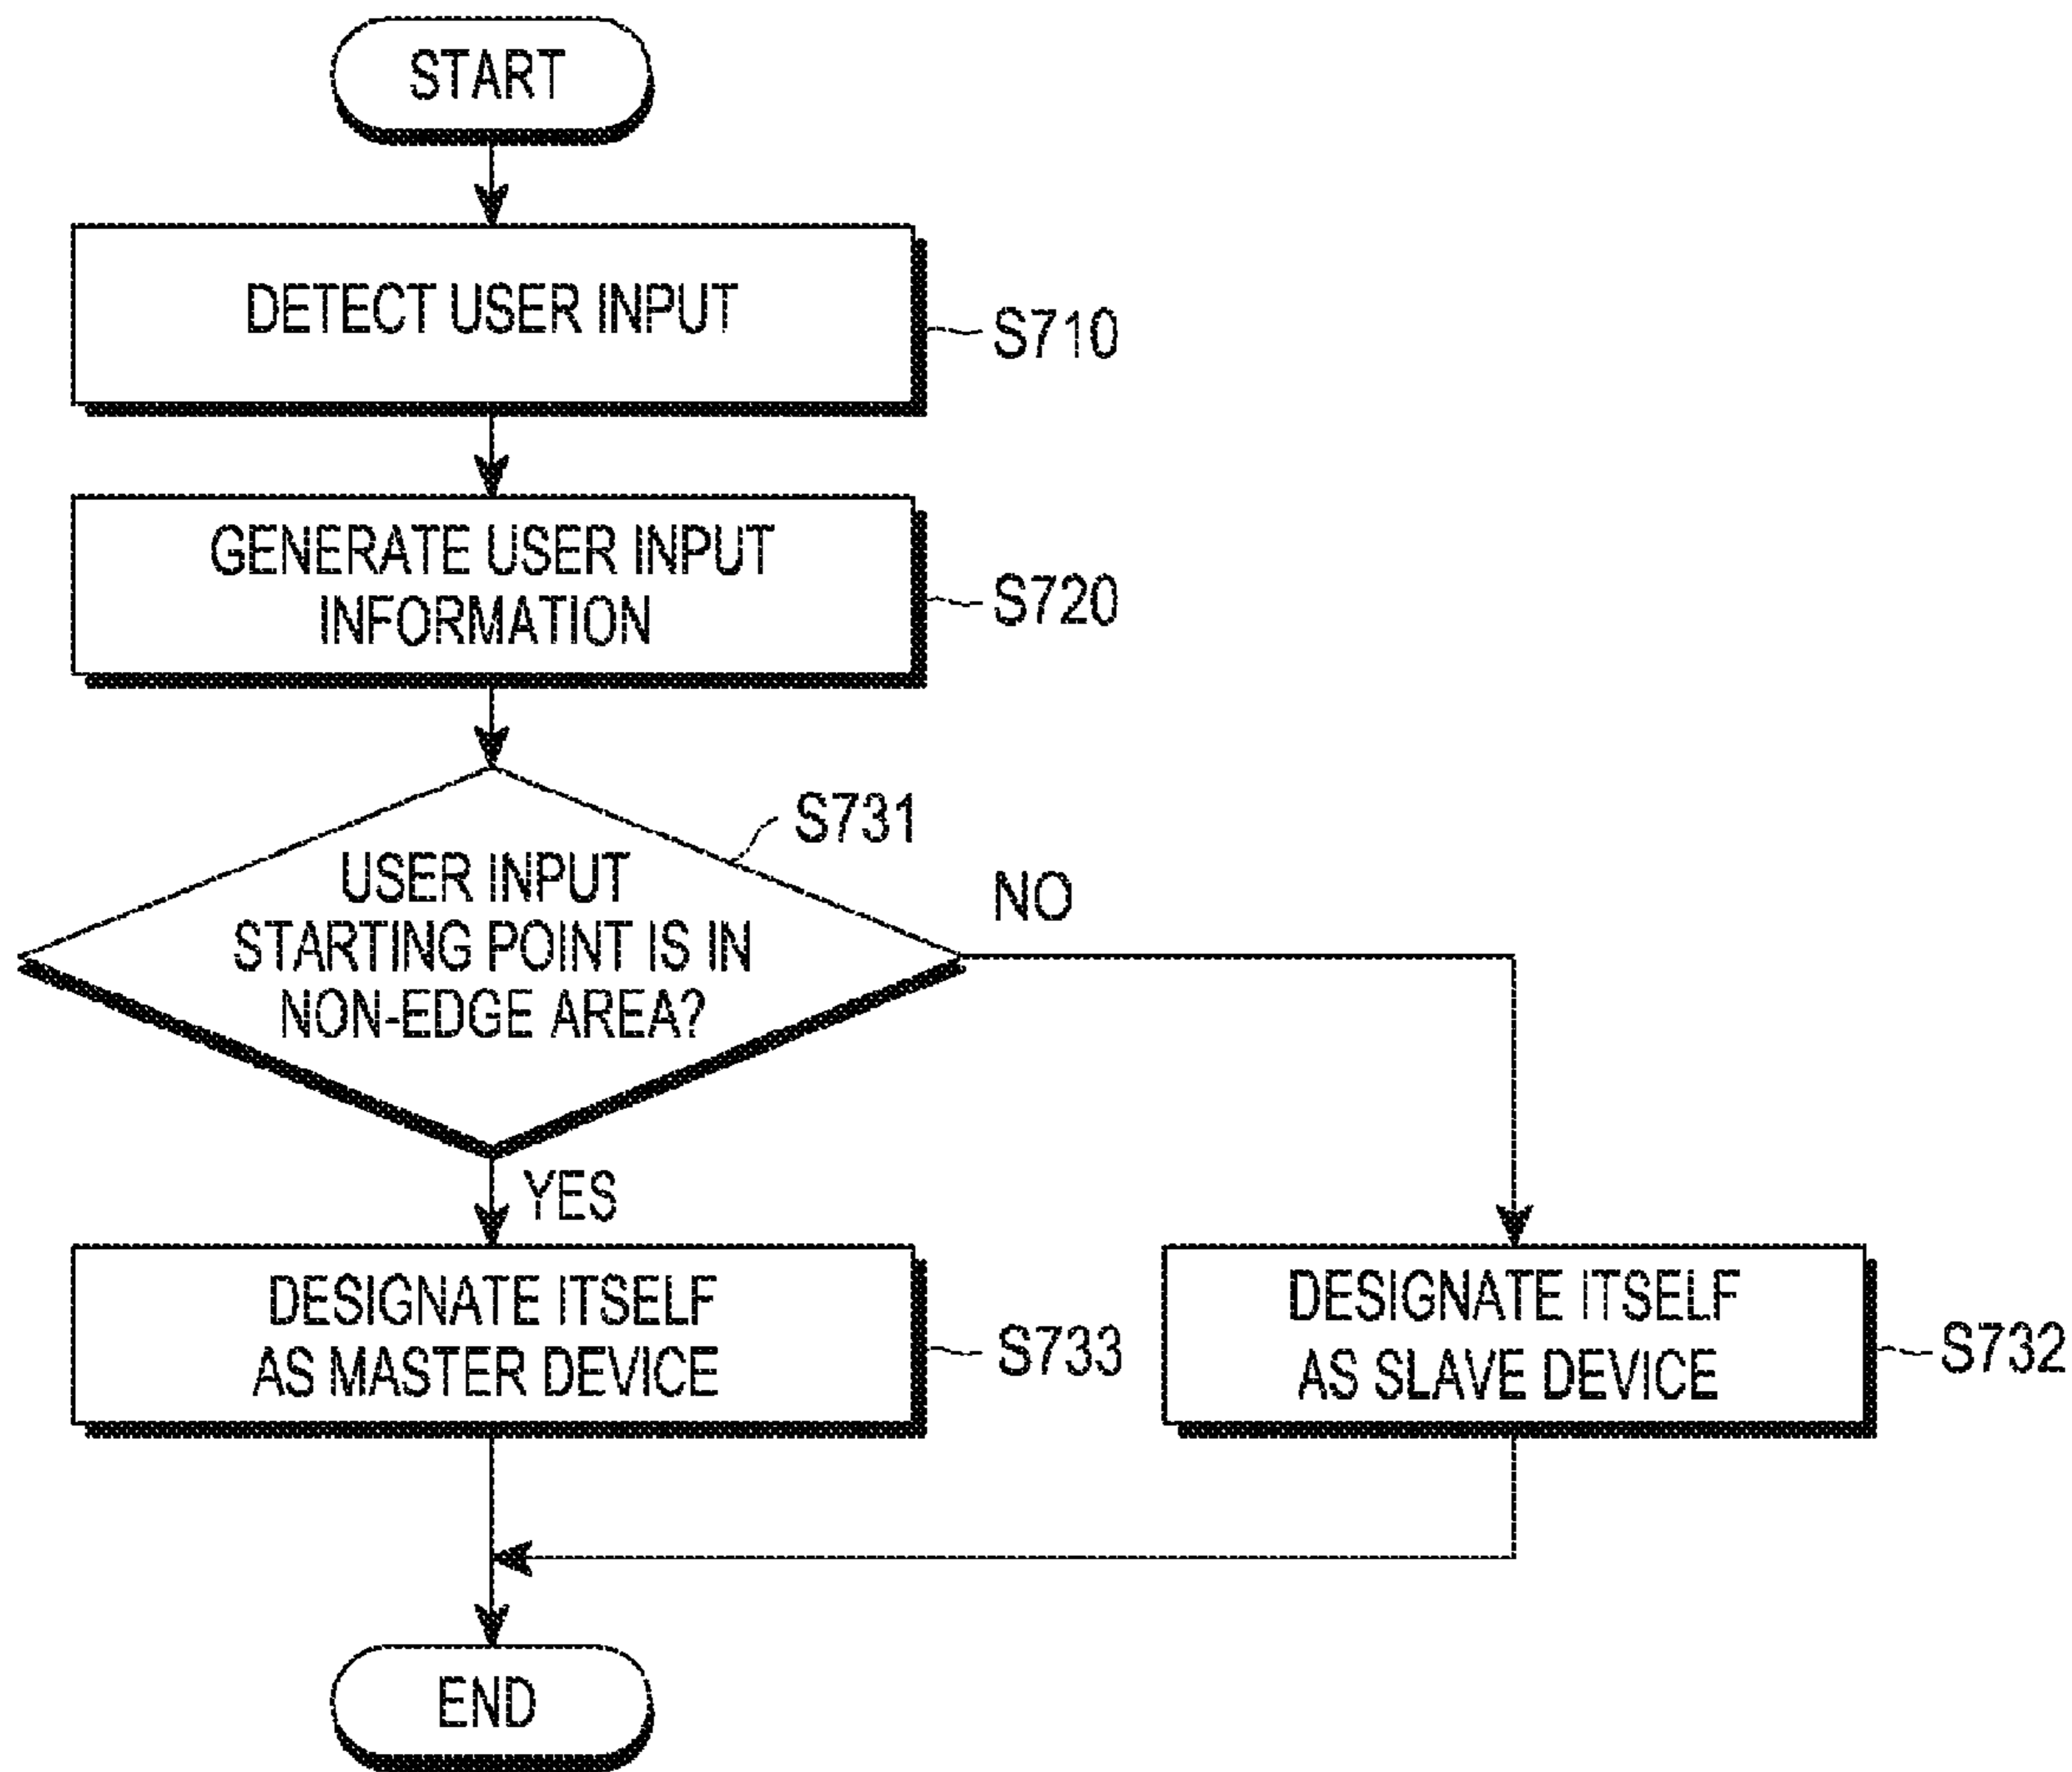 START
DETECT USER INPUT
S710
GENERATE USER INPUT
INFORMATION
S720
S731
USER INPUT
STARTING POINT IS IN
NON-EDGE AREA?
NO
YES
DESIGNATE ITSELF
AS MASTER DEVICE
S733
DESIGNATE ITSELF
AS SLAVE DEVICE
S732
END